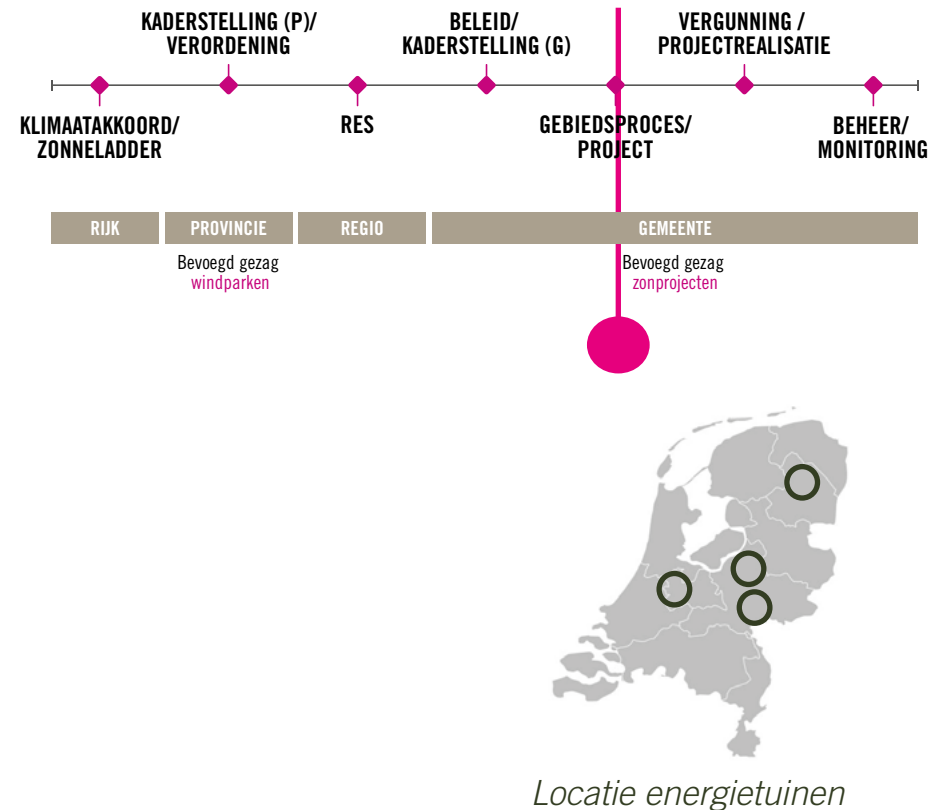 KADERSTELLING (P)/
VERORDENING
BELEID/
KADERSTELLING (G)
VERGUNNING /
PROJECTREALISATIE
KLIMAATAKKOORD/
ZONNELADDER
RES
GEBIEDSPROCES/
PROJECT
BEHEER/
MONITORING
RIJK
PROVINCIE
REGIO
GEMEENTE
Bevoegd gezag
windparken
Bevoegd gezag
zonprojecten
Locatie energietuinen